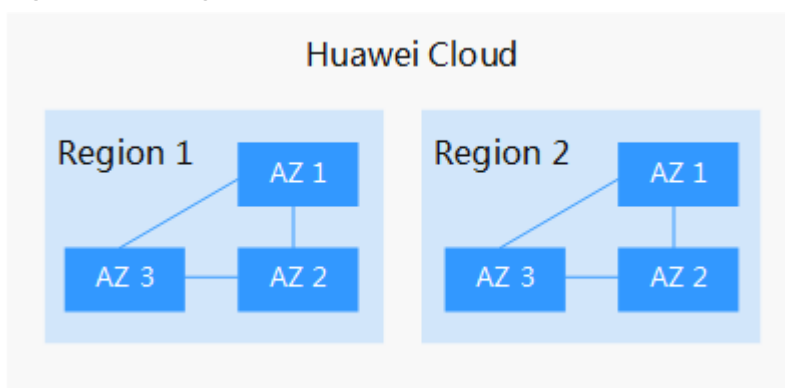 Huawei Cloud
Region 1
AZ 1
AZ 3
AZ 2
Region 2
AZ 1
AZ 3
AZ 2